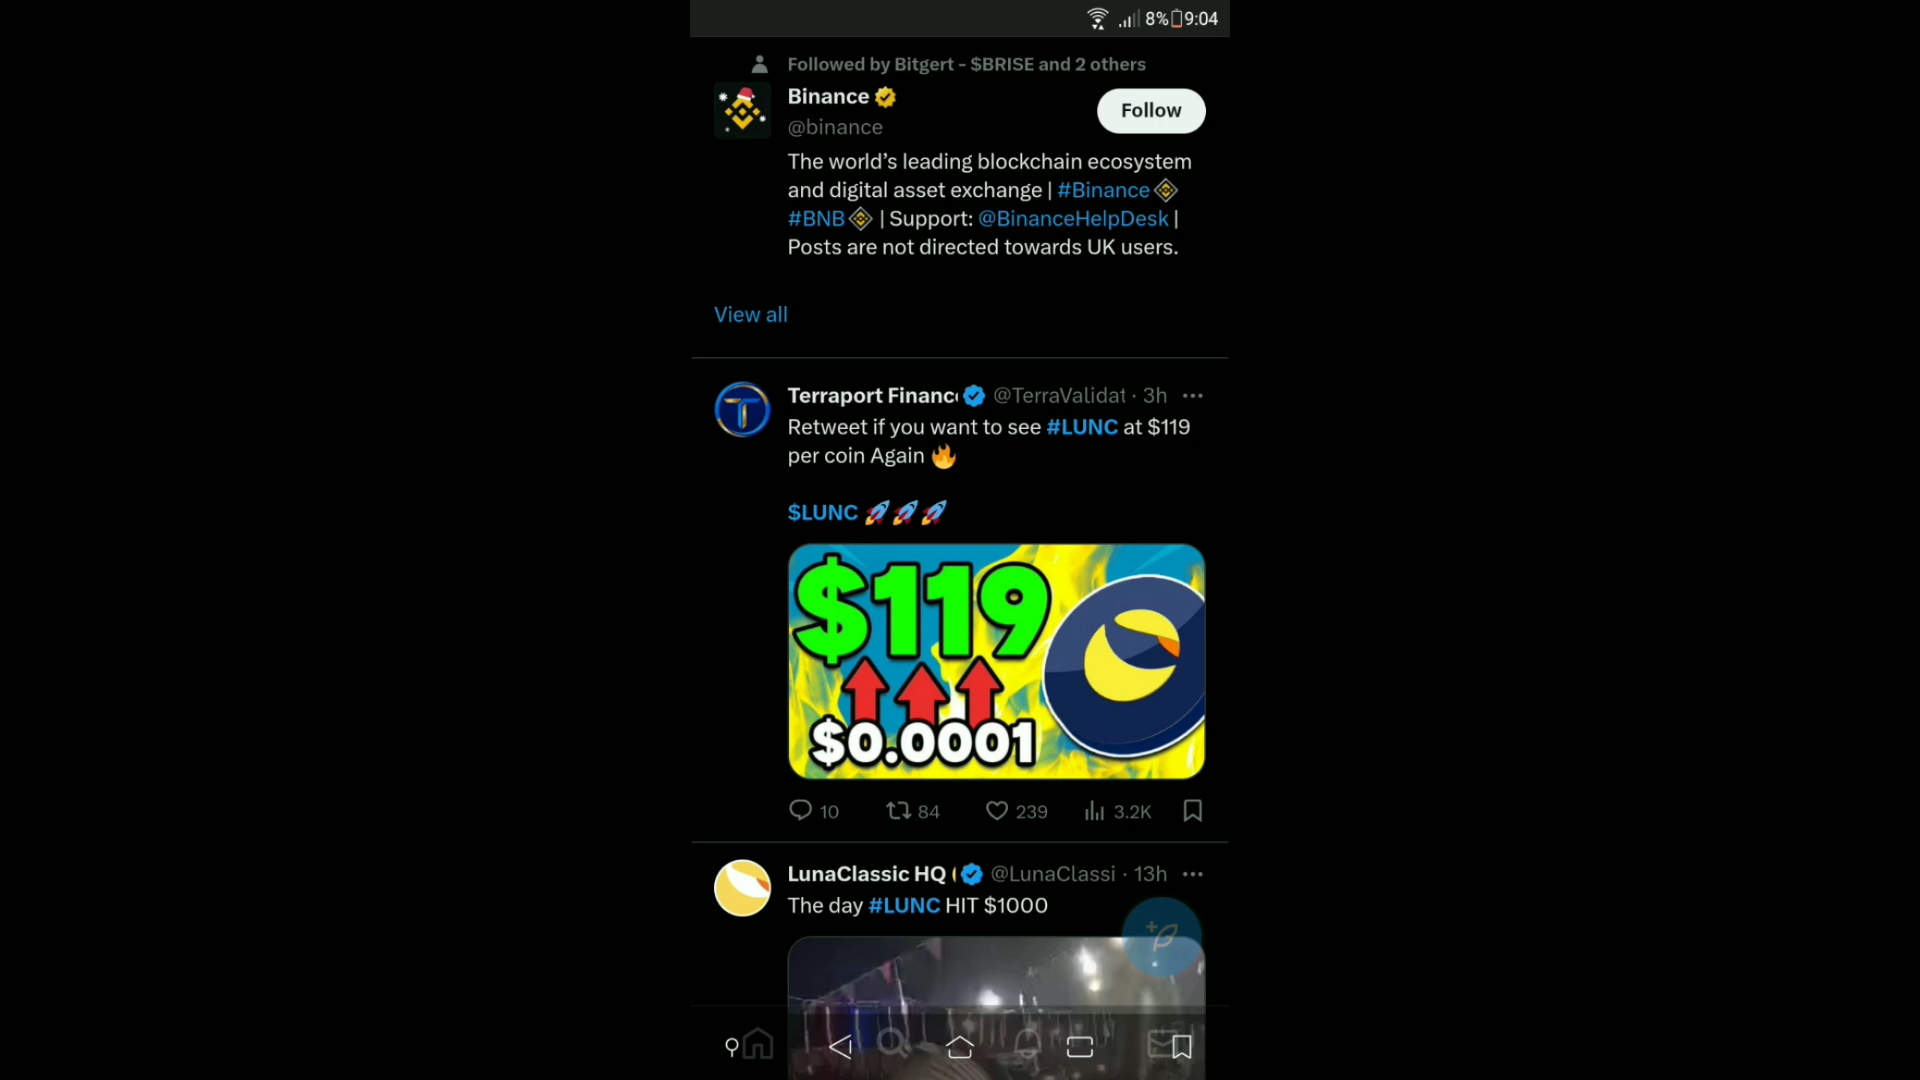 8% 9:04
Followed by Bitgert - $BRISE and 2 others
Binance
@binance
Follow
The world’s leading blockchain ecosystem
and digital asset exchange | #Binance
#BNB | Support: @BinanceHelpDesk |
Posts are not directed towards UK users.
View all
Terraport Financ @TerraValidat · 3h
Retweet if you want to see #LUNC at $119
per coin Again 🔥
$LUNC 🚀🚀🚀
$119
$0.0001
10 84 239 3.2K
LunaClassic HQ @LunaClassi · 13h
The day #LUNC HIT $1000